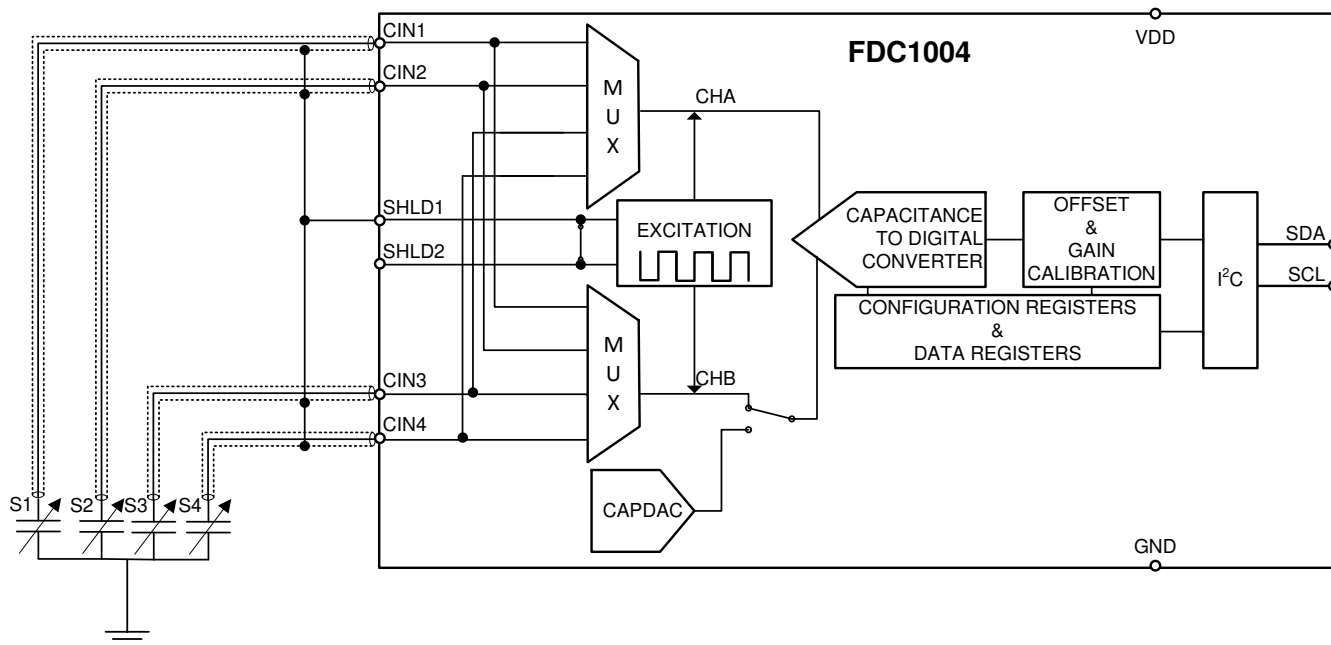 CIN1
FDC1004
VDD
CIN2
M
U
X
CHA
SHLD1
EXCITATION
CAPACITANCE
TO DIGITAL
CONVERTER
OFFSET
&
GAIN
CALIBRATION
SDA
SHLD2
I²C
SCL
CONFIGURATION REGISTERS
&
DATA REGISTERS
M
U
X
CIN3
CHB
CIN4
S1
S2
S3
S4
CAPDAC
GND